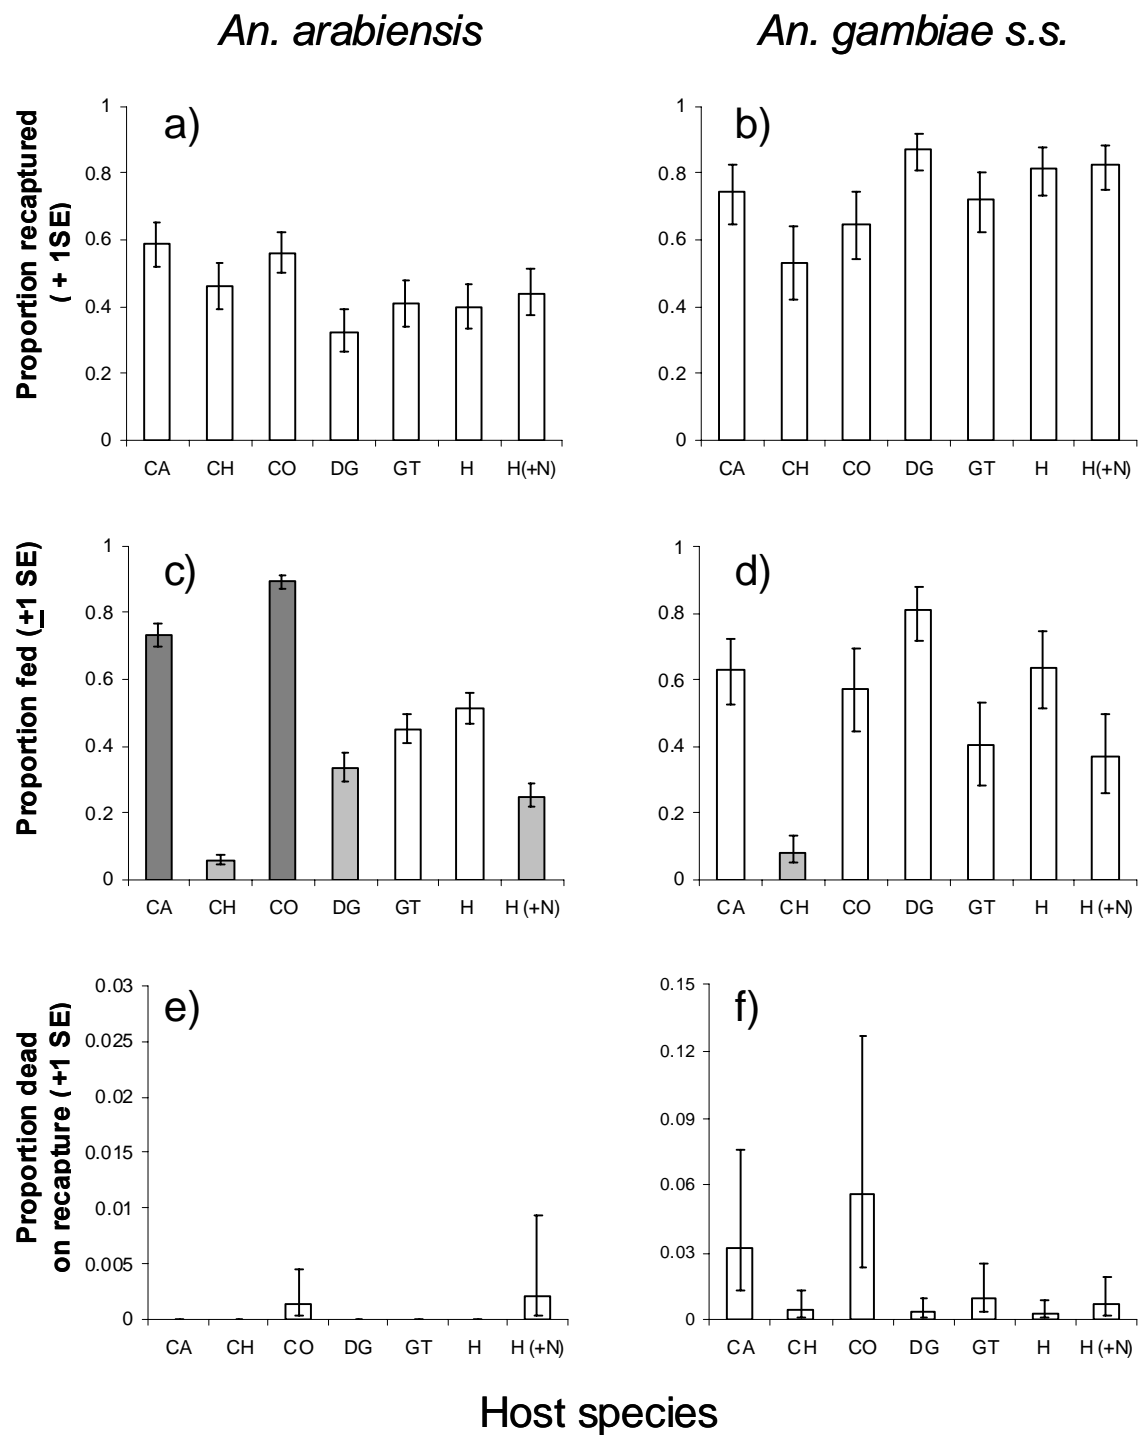 An. arabiensis
An. gambiae s.s.
Proportion recaptured
( + 1SE)
a)
1
0.8
0.6
0.4
0.2
0
CA CH CO DG GT H H(+N)
b)
1
0.8
0.6
0.4
0.2
0
CA CH CO DG GT H H(+N)
Proportion fed (+1 SE)
c)
1
0.8
0.6
0.4
0.2
0
CA CH CO DG GT H H (+N)
d)
1
0.8
0.6
0.4
0.2
0
CA CH CO DG GT H H (+N)
Proportion dead
on recapture (+1 SE)
e)
0.03
0.025
0.02
0.015
0.01
0.005
0
CA CH CO DG GT H H (+N)
f)
0.15
0.12
0.09
0.06
0.03
0
CA CH CO DG GT H H (+N)
Host species